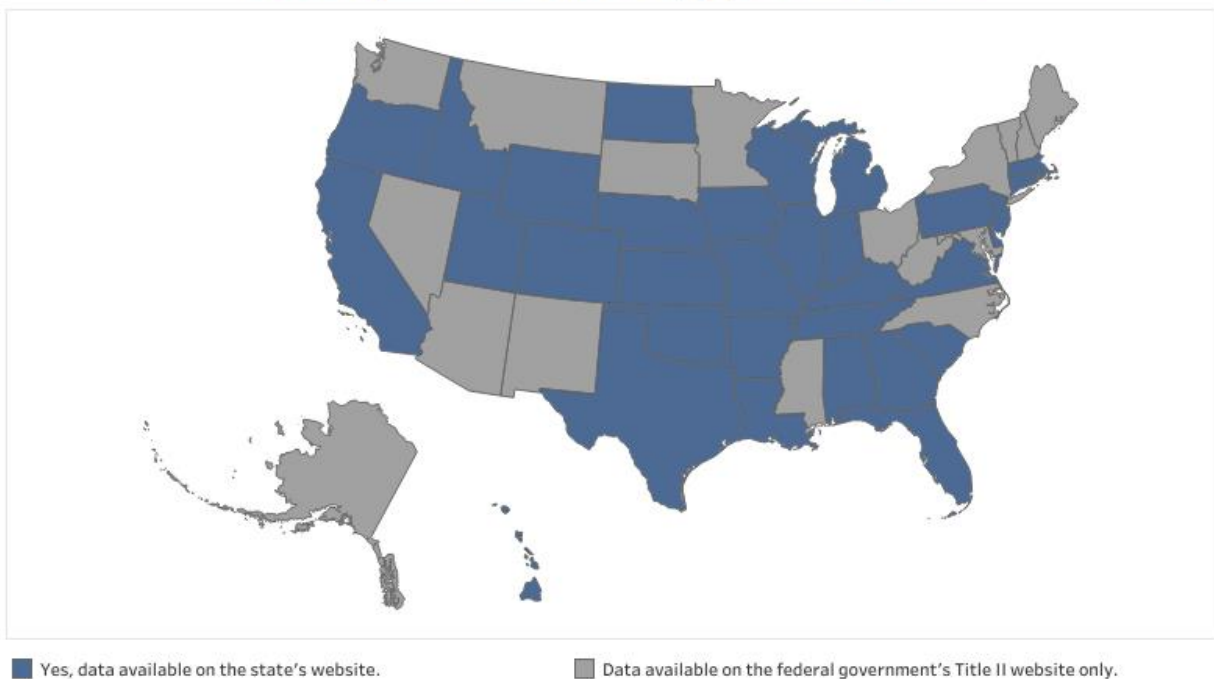 Yes, data available on the state's website.
Data available on the federal government's Title II website only.